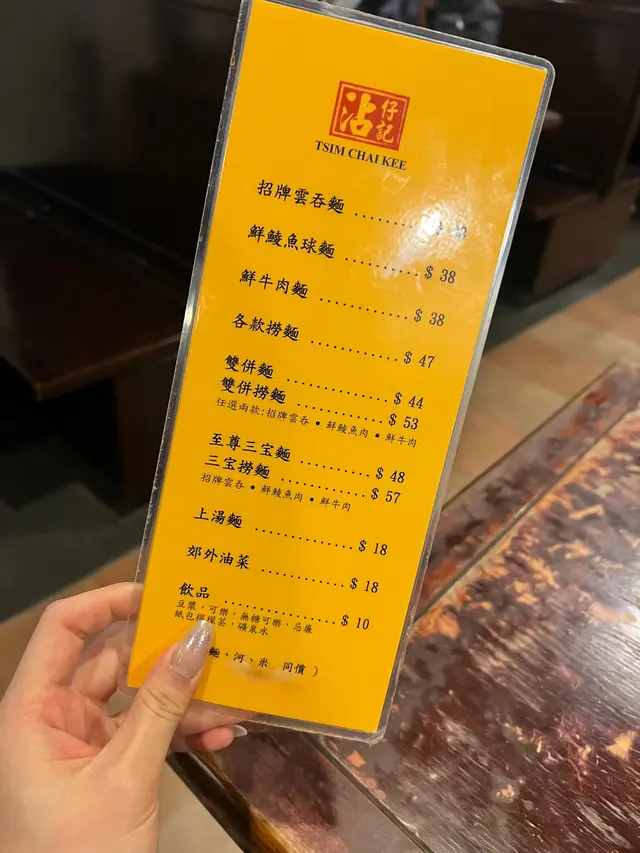 沾仔記
TSIM CHAI KEE
招牌雲吞麵 ........ $
鮮鯪魚球麵 .......... $ 38
鮮牛肉麵 ............ $ 38
各款撈麵 ............ $ 47
雙併麵 .............. $ 44
雙併撈麵 ............ $ 53
任選兩款:招牌雲吞 • 鮮鯪魚肉 • 鮮牛肉
至尊三宝麵 .......... $ 48
三宝撈麵 ............ $ 57
招牌雲吞 • 鮮鯪魚肉 • 鮮牛肉
上湯麵 .............. $ 18
郊外油菜 ............ $ 18
飲品 ................ $ 10
豆漿,可樂,無糖可樂、忌廉
紙包檸檬茶,礦泉水
麵、河、米 同價 )